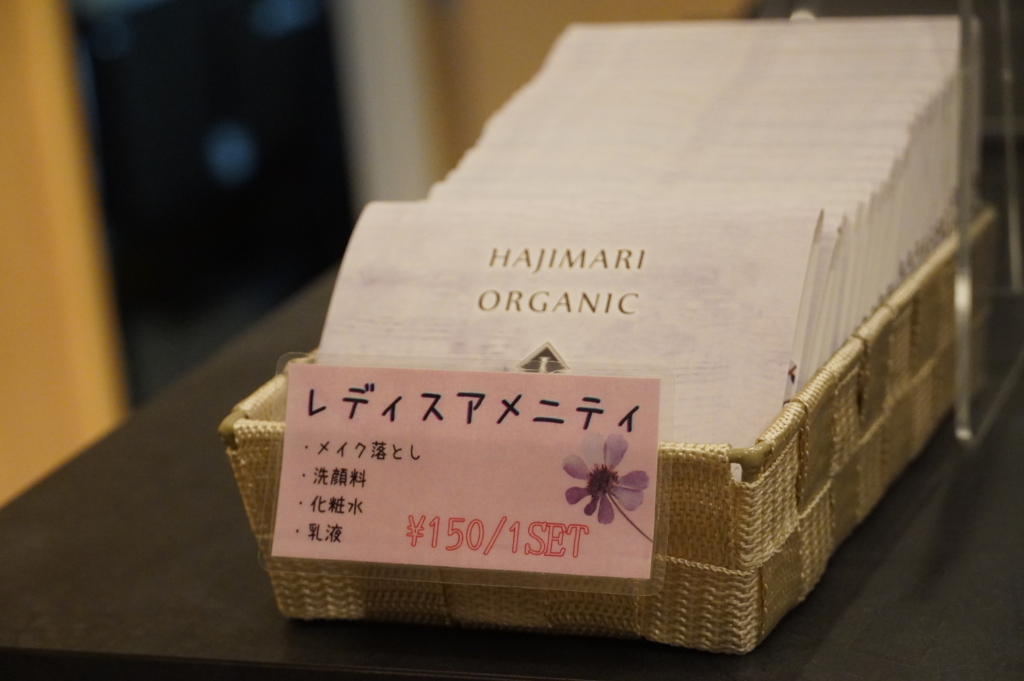 HAJIMARI
ORGANIC
レディスアメニティ
・メイク落とし
・洗顔料
・化粧水
・乳液
¥150/1SET